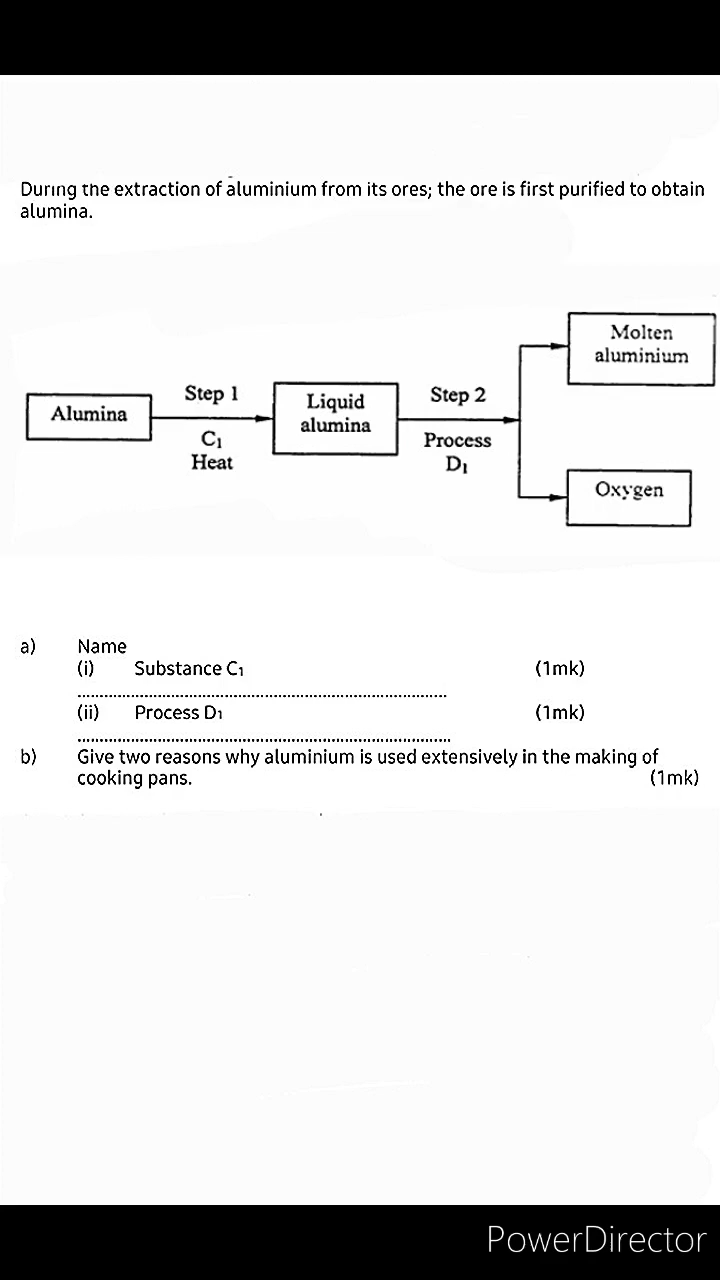 During the extraction of aluminium from its ores; the ore is first purified to obtain
alumina.
Alumina
Step 1
C₁
Heat
Liquid
alumina
Step 2
Process
D₁
Molten
aluminium
Oxygen
a) Name
(i) Substance C₁ (1mk)
................................................................................
(ii) Process D₁ (1mk)
................................................................................
b) Give two reasons why aluminium is used extensively in the making of
cooking pans. (1mk)
PowerDirector